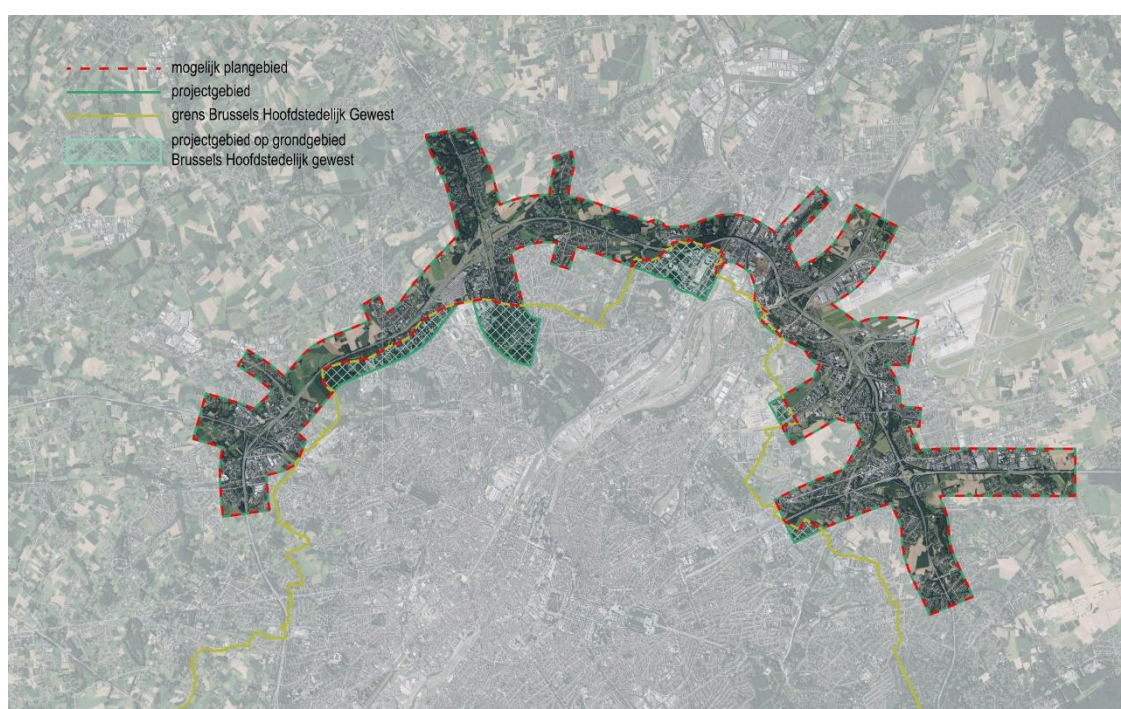 mogelijk plangebied
projectgebied
grens Brussels Hoofdstedelijk Gewest
projectgebied op grondgebied
Brussels Hoofdstedelijk gewest